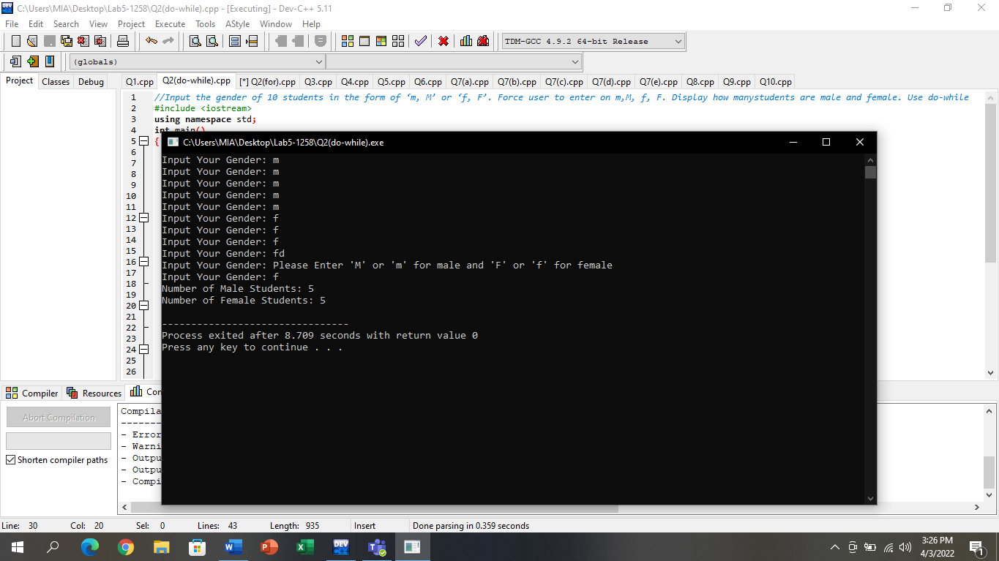 C:\Users\MIA\Desktop\Lab5-1258\Q2(do-while).cpp - [Executing] - Dev-C++ 5.11
File Edit Search View Project Execute Tools AStyle Window Help
TDM-GCC 4.9.2 64-bit Release
(globals)
Project Classes Debug
Q1.cpp Q2(do-while).cpp [*] Q2(for).cpp Q3.cpp Q4.cpp Q5.cpp Q6.cpp Q7(a).cpp Q7(b).cpp Q7(c).cpp Q7(d).cpp Q7(e).cpp Q8.cpp Q9.cpp Q10.cpp
1 //Input the gender of 10 students in the form of ‘m, M’ or ‘f, F’. Force user to enter on m,M, f, F. Display how manystudents are male and female. Use do-while
2 #include <iostream>
3 using namespace std;
4 int main()
5 {
6
7
8
9
10
11
12
13
14
15
16
17
18
19
20
21
22
23
24
25
26
C:\Users\MIA\Desktop\Lab5-1258\Q2(do-while).exe
Input Your Gender: m
Input Your Gender: m
Input Your Gender: m
Input Your Gender: m
Input Your Gender: m
Input Your Gender: f
Input Your Gender: f
Input Your Gender: f
Input Your Gender: fd
Input Your Gender: Please Enter 'M' or 'm' for male and 'F' or 'f' for female
Input Your Gender: f
Number of Male Students: 5
Number of Female Students: 5
--------------------------------
Process exited after 8.709 seconds with return value 0
Press any key to continue . . .
Compiler Resources Con
Abort Compilation
Shorten compiler paths
Compila
-------
- Error
- Warni
- Outpu
- Outpu
- Compi
Line: 30 Col: 20 Sel: 0 Lines: 43 Length: 935 Insert Done parsing in 0.359 seconds
3:26 PM
4/3/2022
1